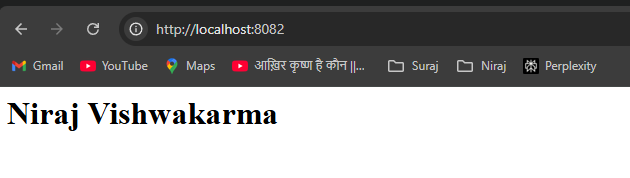 http://localhost:8082
Gmail YouTube Maps आख़िर कृष्ण है कौन ||... Suraj Niraj Perplexity
Niraj Vishwakarma